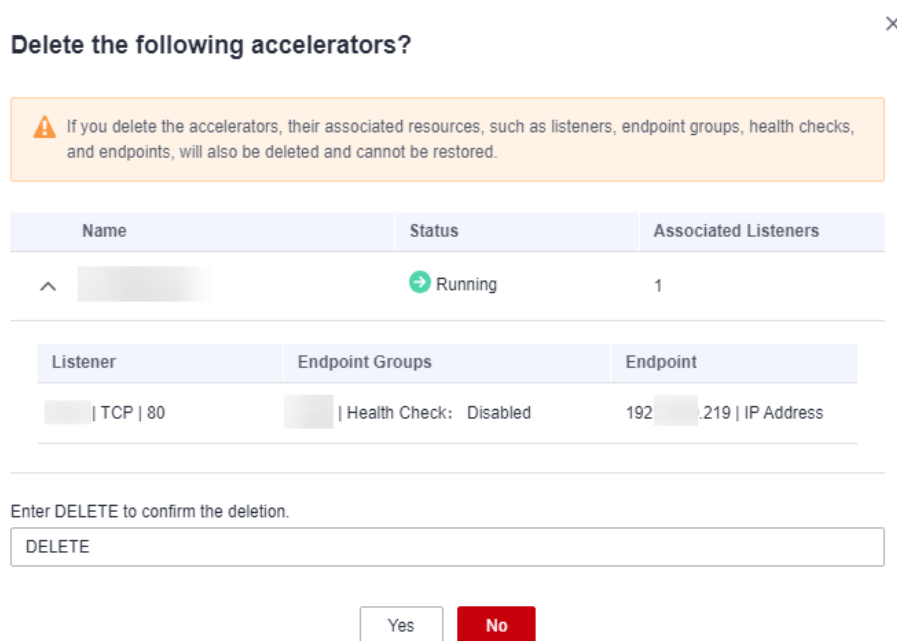 Delete the following accelerators?
If you delete the accelerators, their associated resources, such as listeners, endpoint groups, health checks,
and endpoints, will also be deleted and cannot be restored.
Name Status Associated Listeners
Running 1
Listener Endpoint Groups Endpoint
| TCP | 80 | Health Check： Disabled 192 .219 | IP Address
Enter DELETE to confirm the deletion.
DELETE
Yes No